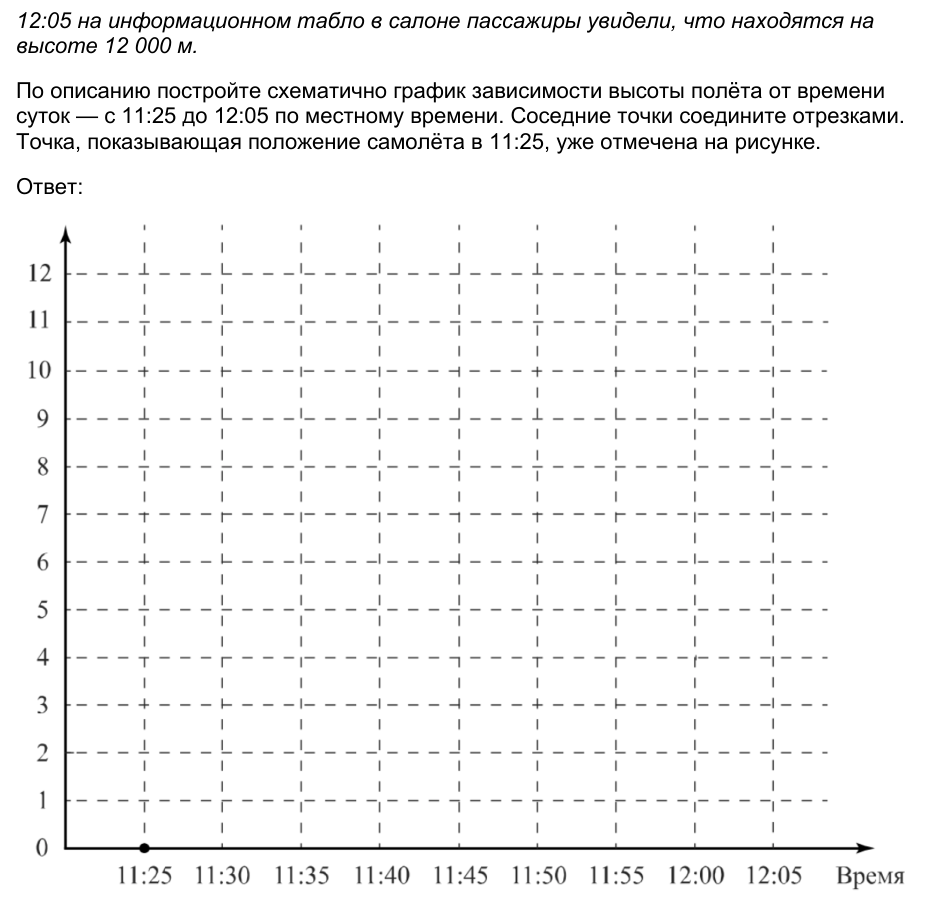 12:05 на информационном табло в салоне пассажиры увидели, что находятся на
высоте 12 000 м.
По описанию постройте схематично график зависимости высоты полёта от времени
суток — с 11:25 до 12:05 по местному времени. Соседние точки соедините отрезками.
Точка, показывающая положение самолёта в 11:25, уже отмечена на рисунке.
Ответ:
12
11
10
9
8
7
6
5
4
3
2
1
0
11:25 11:30 11:35 11:40 11:45 11:50 11:55 12:00 12:05 Время